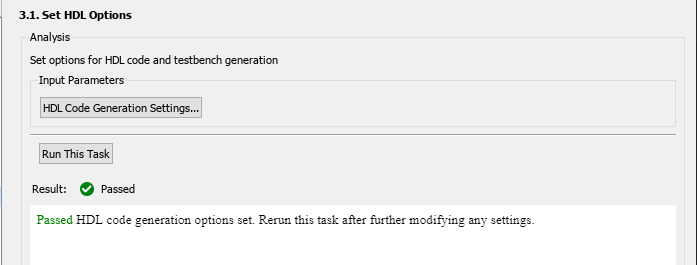 3.1. Set HDL Options
Analysis
Set options for HDL code and testbench generation
Input Parameters
HDL Code Generation Settings...
Run This Task
Result: Passed
Passed HDL code generation options set. Rerun this task after further modifying any settings.